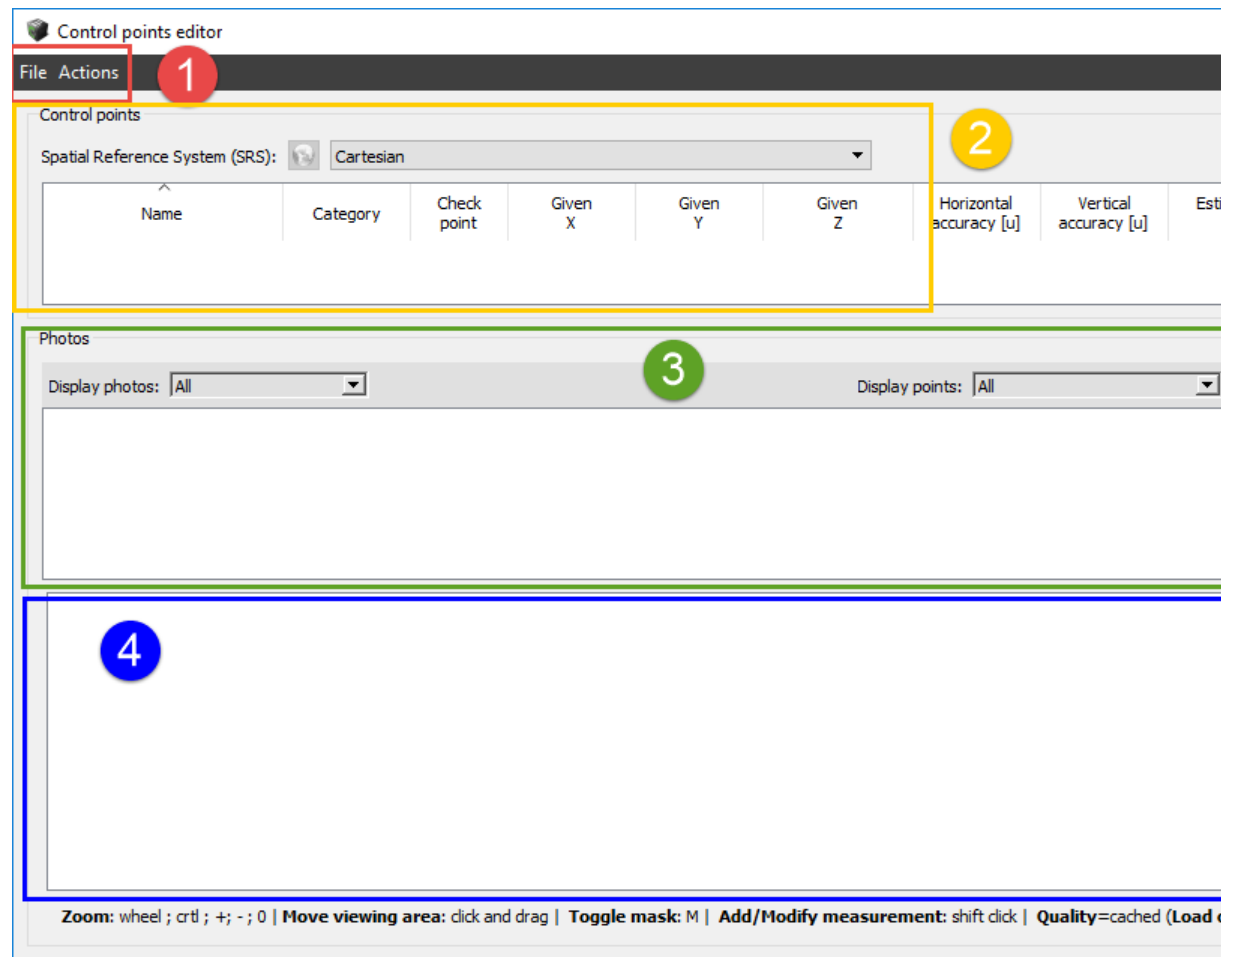 Control points editor
File Actions
1
Control points
2
Spatial Reference System (SRS): Cartesian
Name Category Check point Given X Given Y Given Z Horizontal accuracy [u] Vertical accuracy [u] Esti
Photos
3
Display photos: All Display points: All
4
Zoom: wheel ; crtl ; +; - ; 0 | Move viewing area: click and drag | Toggle mask: M | Add/Modify measurement: shift click | Quality=cached (Load